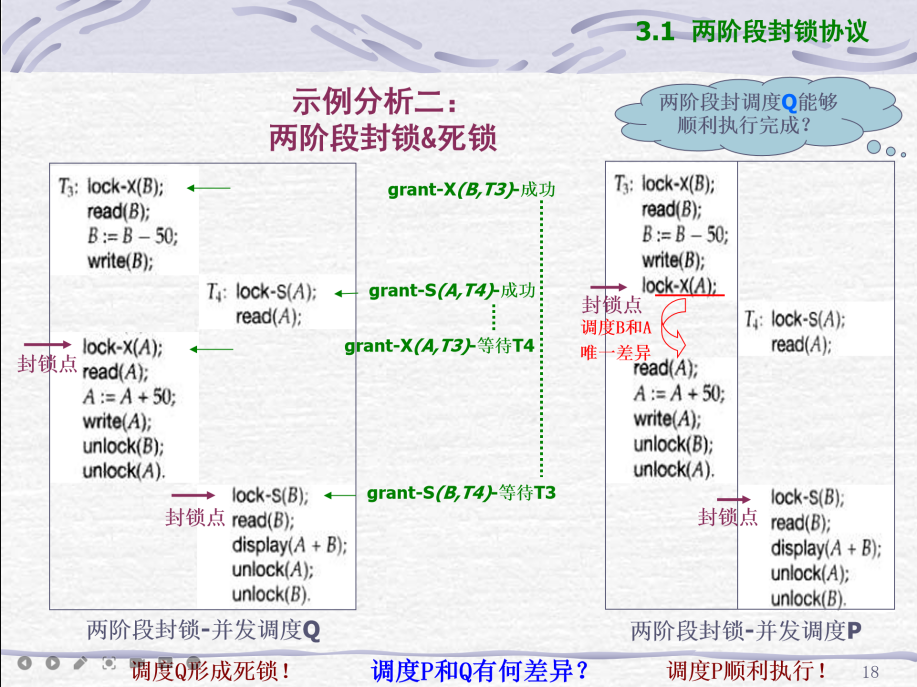 3.1 两阶段封锁协议
示例分析二：
两阶段封锁&死锁
两阶段封调度Q能够
顺利执行完成？
T₃: lock-X(B);
read(B);
B := B − 50;
write(B);
T₄: lock-S(A);
read(A);
封锁点
lock-X(A);
read(A);
A := A + 50;
write(A);
unlock(B);
unlock(A).
封锁点
lock-S(B);
read(B);
display(A + B);
unlock(A);
unlock(B).
两阶段封锁-并发调度Q
grant-X(B,T3)-成功
grant-S(A,T4)-成功
grant-X(A,T3)-等待T4
grant-S(B,T4)-等待T3
T₃: lock-X(B);
read(B);
B := B − 50;
write(B);
lock-X(A);
封锁点
调度B和A
唯一差异
T₄: lock-S(A);
read(A);
read(A);
A := A + 50;
write(A);
unlock(B);
unlock(A).
封锁点
lock-S(B);
read(B);
display(A + B);
unlock(A);
unlock(B).
两阶段封锁-并发调度P
调度Q形成死锁！
调度P和Q有何差异？
调度P顺利执行！
18